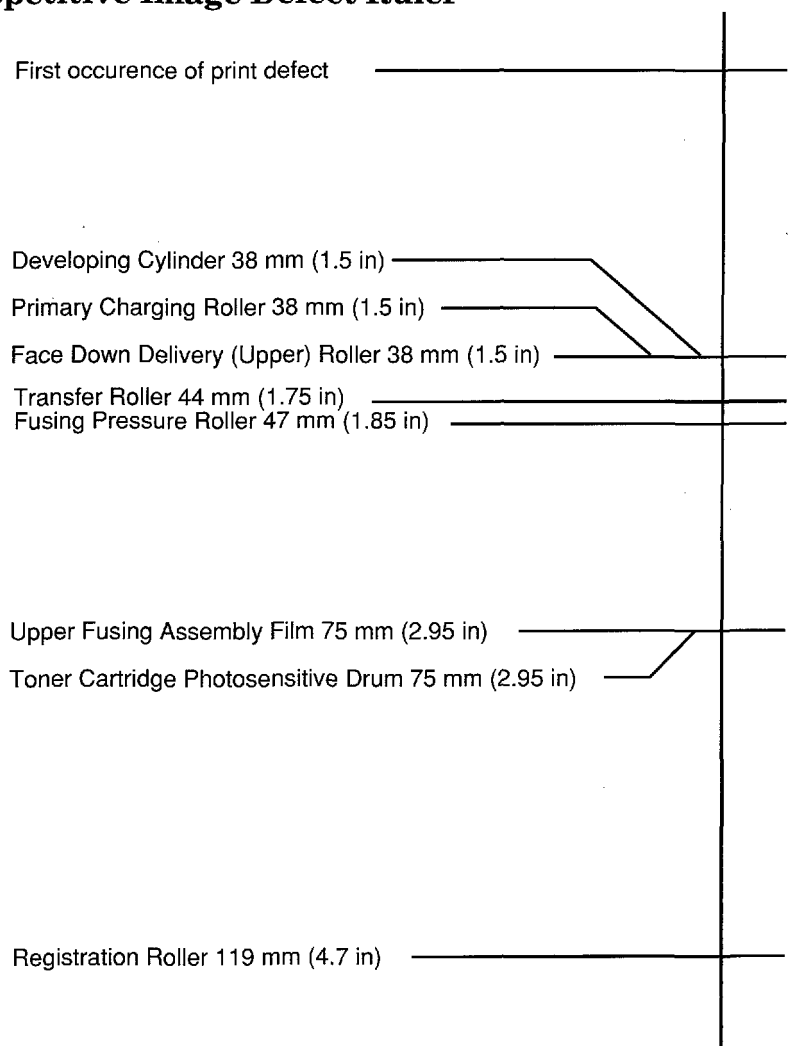 Image Defect Ruler
First occurence of print defect
Developing Cylinder 38 mm (1.5 in)
Primary Charging Roller 38 mm (1.5 in)
Face Down Delivery (Upper) Roller 38 mm (1.5 in)
Transfer Roller 44 mm (1.75 in)
Fusing Pressure Roller 47 mm (1.85 in)
Upper Fusing Assembly Film 75 mm (2.95 in)
Toner Cartridge Photosensitive Drum 75 mm (2.95 in)
Registration Roller 119 mm (4.7 in)